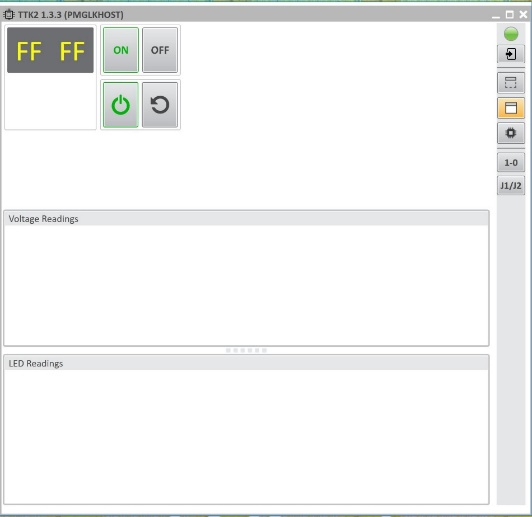 TTK2 1.3.3 (PMGLKHOST)
FF FF
ON
OFF
1-0
J1/J2
Voltage Readings
LED Readings